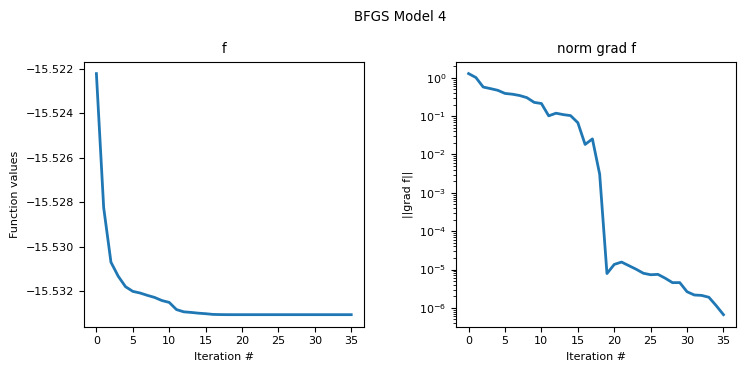 BFGS Model 4
f
−15.522
−15.524
−15.526
−15.528
−15.530
−15.532
Function values
0 5 10 15 20 25 30 35
Iteration #
norm grad f
10⁰
10⁻¹
10⁻²
10⁻³
10⁻⁴
10⁻⁵
10⁻⁶
||grad f||
0 5 10 15 20 25 30 35
Iteration #